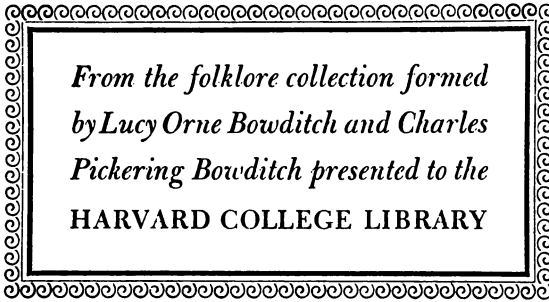 From the folklore collection formed
by Lucy Orne Bowditch and Charles
Pickering Bowditch presented to the
HARVARD COLLEGE LIBRARY